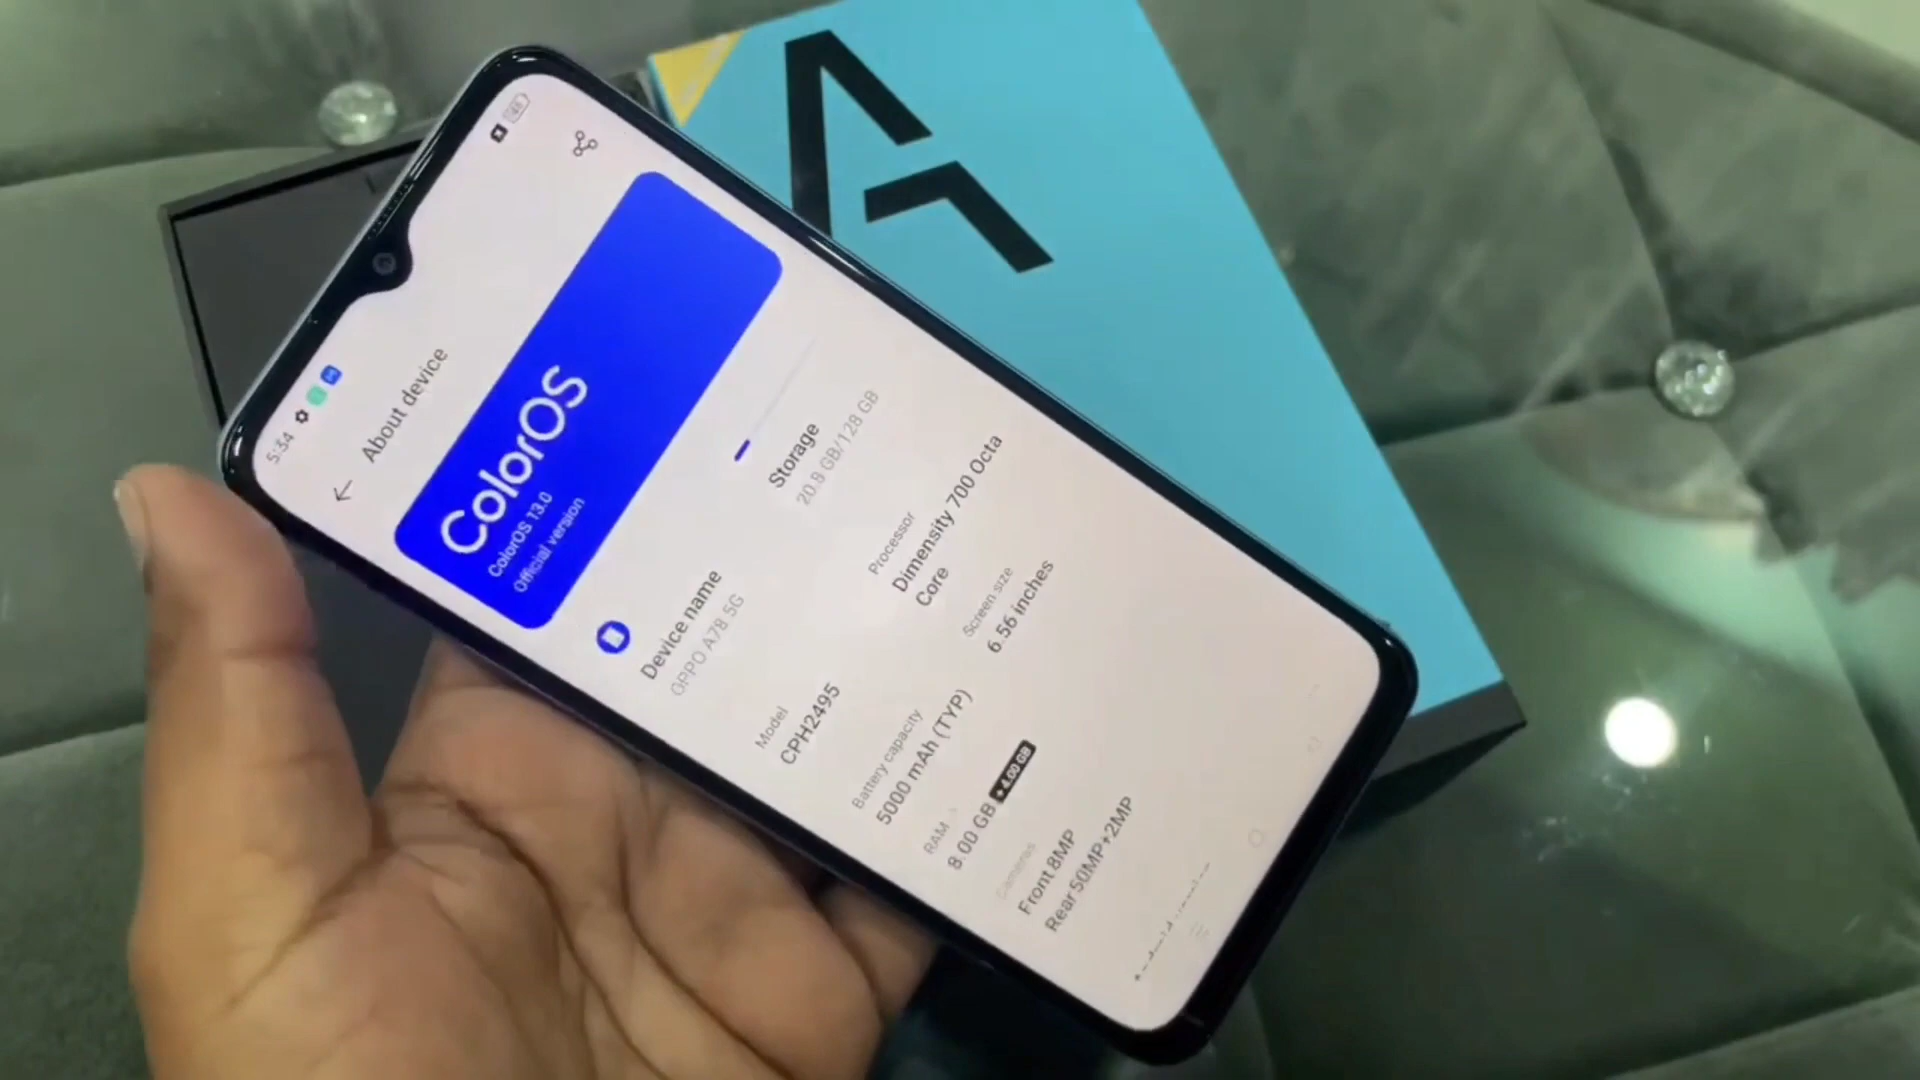 5:34
About device
ColorOS
ColorOS 13.0
Official version
Device name
OPPO A78 5G
Storage
20.9 GB/128 GB
Model
CPH2495
Processor
Dimensity 700 Octa
Core
Battery capacity
5000 mAh (TYP)
Screen size
6.56 inches
RAM
8.00 GB + 4.00 GB
Cameras
Front 8MP
Rear 50MP+2MP
A